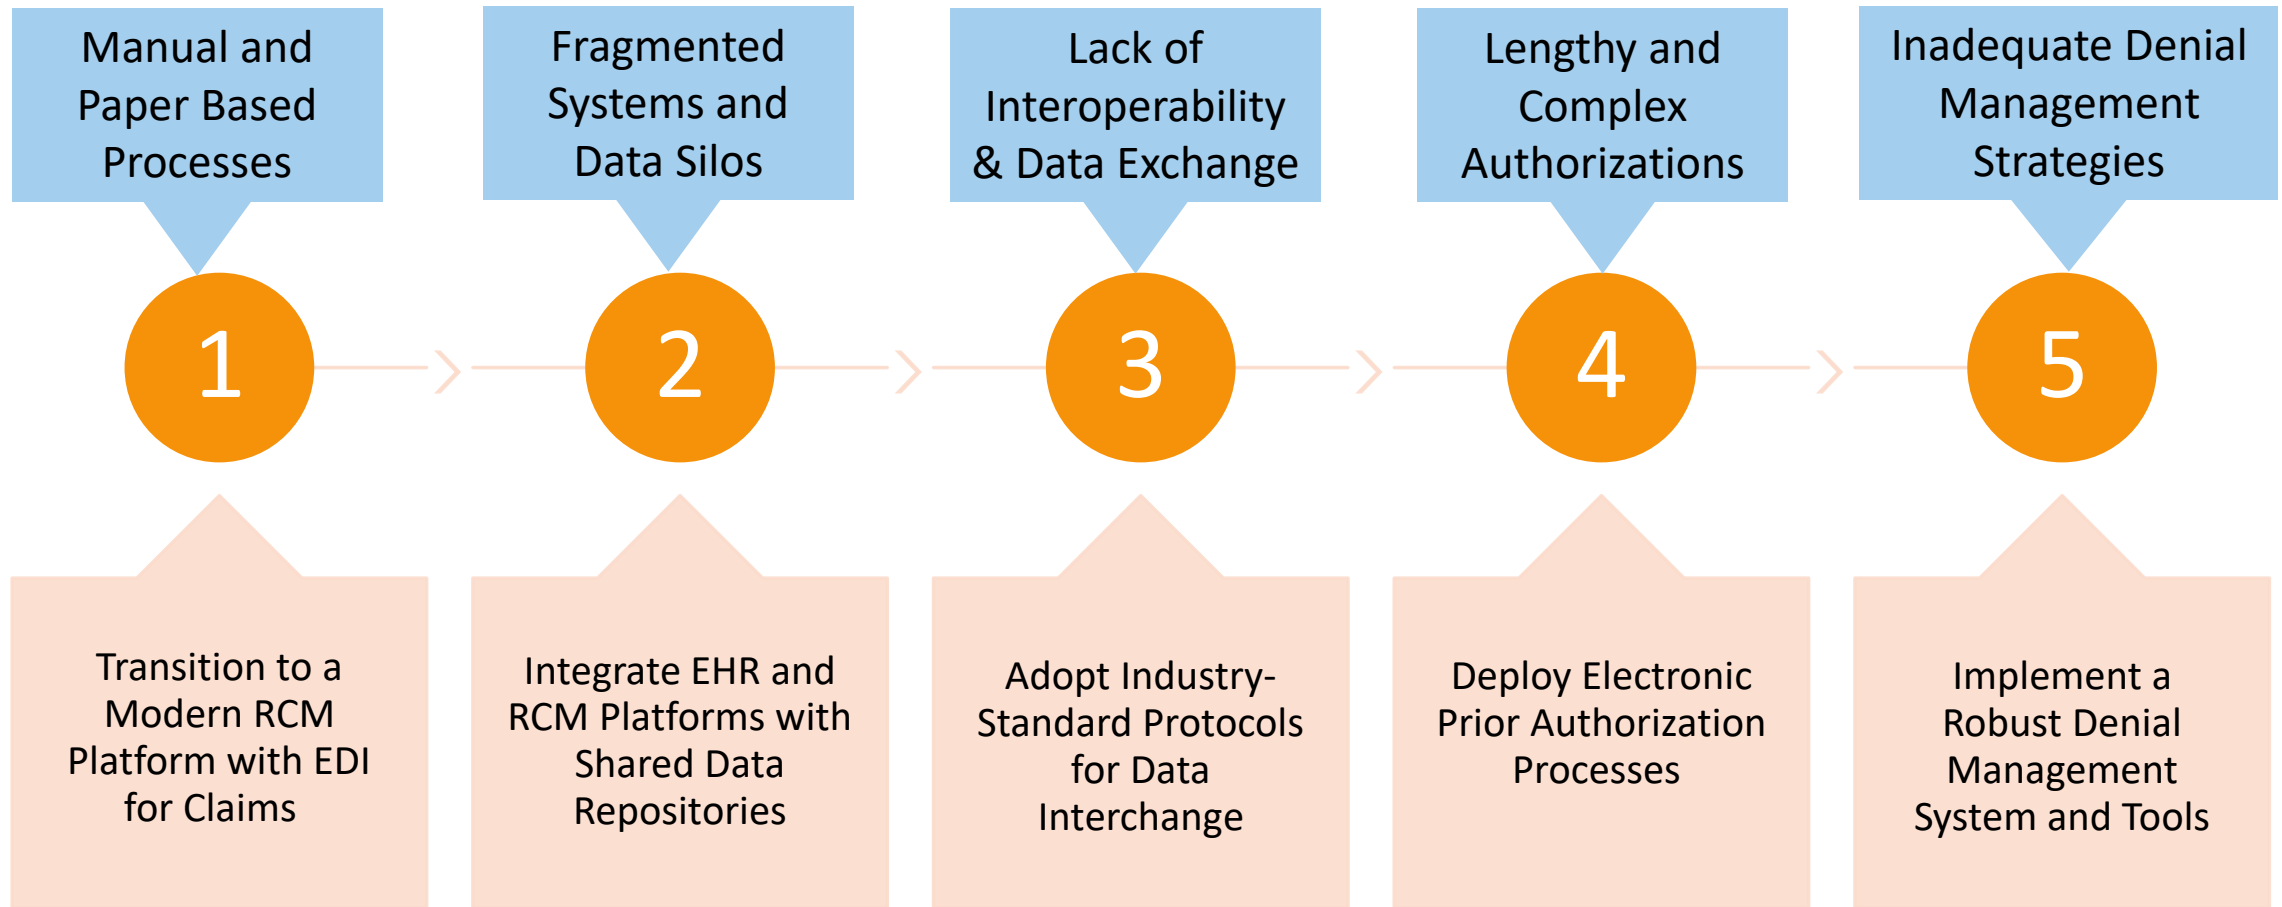 Manual and
Paper Based
Processes
Fragmented
Systems and
Data Silos
Lack of
Interoperability
& Data Exchange
Lengthy and
Complex
Authorizations
Inadequate Denial
Management
Strategies
1
2
3
4
5
Transition to a
Modern RCM
Platform with EDI
for Claims
Integrate EHR and
RCM Platforms with
Shared Data
Repositories
Adopt Industry-
Standard Protocols
for Data
Interchange
Deploy Electronic
Prior Authorization
Processes
Implement a
Robust Denial
Management
System and Tools